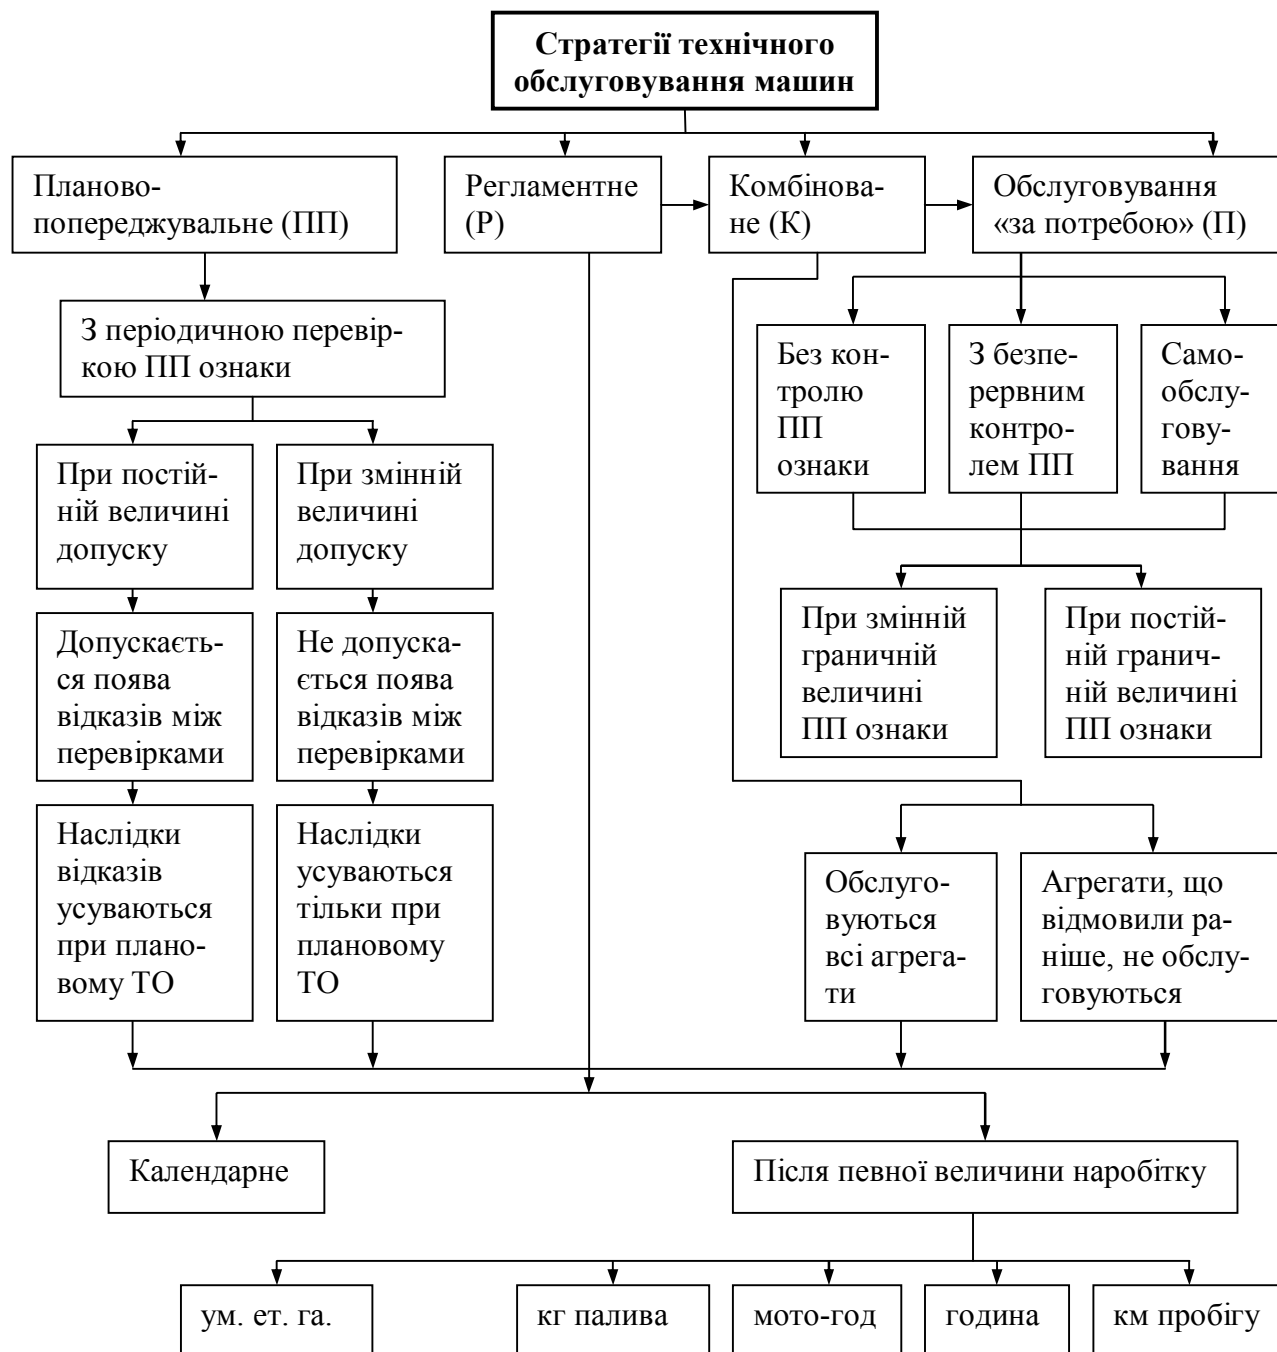 Стратегії технічного
обслуговування машин
Планово-
попереджувальне (ПП)
Регламентне
(Р)
Комбінова-
не (К)
Обслуговування
«за потребою» (П)
З періодичною перевір-
кою ПП ознаки
Без кон-
тролю
ПП
ознаки
З безпе-
рервним
контро-
лем ПП
Само-
обслу-
гову-
вання
При постій-
ній величині
допуску
При змінній
величині
допуску
Допускаєть-
ся поява
відказів між
перевірками
Не допуска-
ється поява
відказів між
перевірками
При змінній
граничній
величині
ПП ознаки
При постій-
ній гранич-
ній величині
ПП ознаки
Наслідки
відказів
усуваються
при плано-
вому ТО
Наслідки
усуваються
тільки при
плановому
ТО
Обслуго-
вуються
всі агрега-
ти
Агрегати, що
відмовили ра-
ніше, не обслу-
говуються
Календарне
Після певної величини наробітку
ум. ет. га.
кг палива
мото-год
година
км пробігу